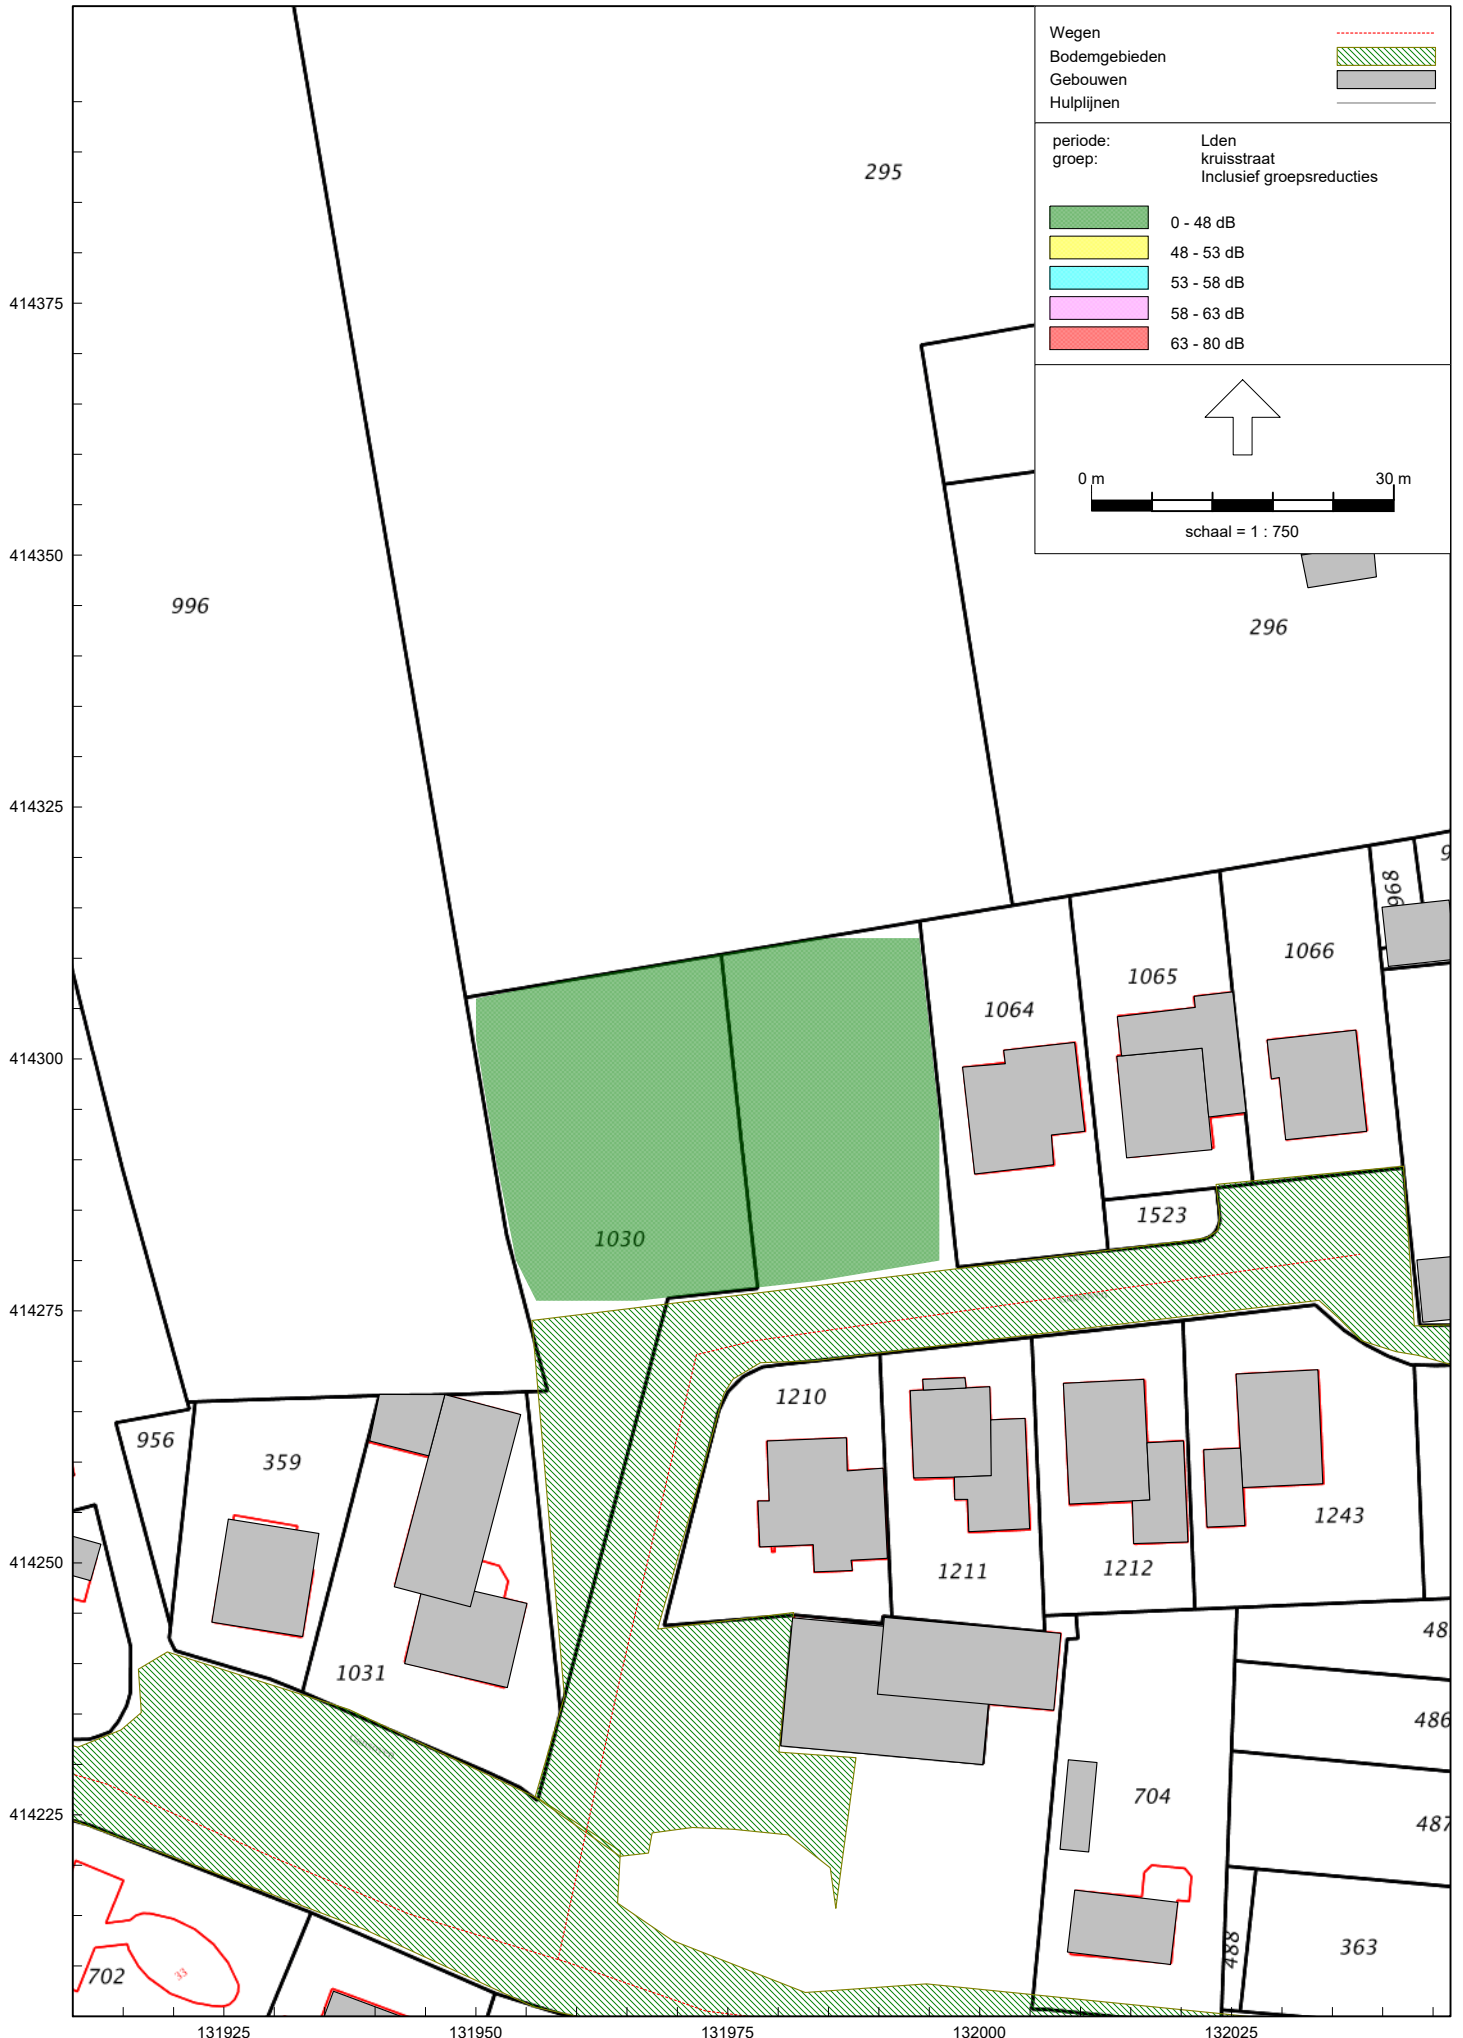 Wegen
Bodemgebieden
Gebouwen
Hulplijnen
periode: Lden
groep: kruisstraat
Inclusief groepsreducties
0 - 48 dB
48 - 53 dB
53 - 58 dB
58 - 63 dB
63 - 80 dB
0 m 30 m
schaal = 1 : 750
295
414375
414350
996
296
414325
9
968
1066
1065
1064
414300
1030
1523
414275
1210
956
359
1243
414250
1211
1212
48
1031
486
704
414225
487
363
488
702
33
131925 131950 131975 132000 132025